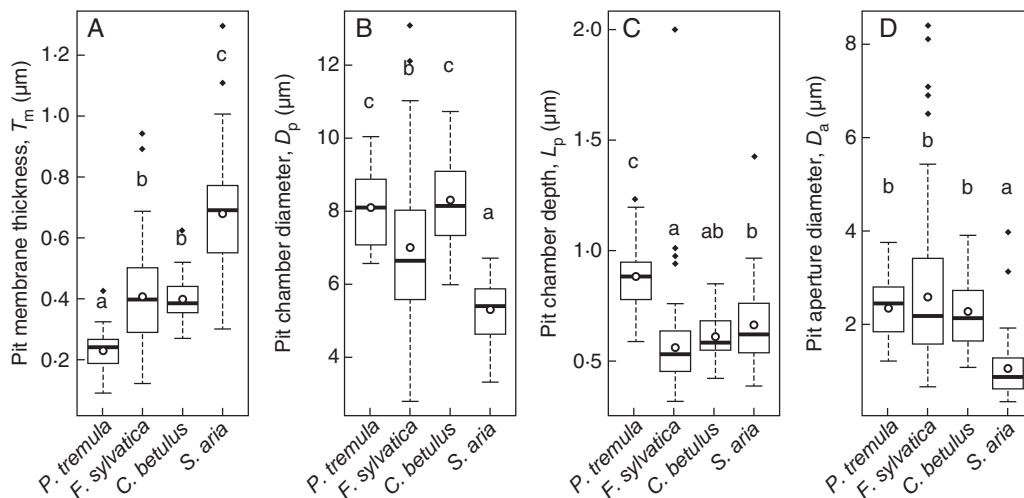 A
Pit membrane thickness, Tm (µm)
1·2
1·0
0·8
0·6
0·4
0·2
a
b
b
c
P. tremula
F. sylvatica
C. betulus
S. aria
B
Pit chamber diameter, Dp (µm)
12
10
8
6
4
c
b
c
a
P. tremula
F. sylvatica
C. betulus
S. aria
C
Pit chamber depth, Lp (µm)
2·0
1·5
1·0
0·5
c
a
ab
b
P. tremula
F. sylvatica
C. betulus
S. aria
D
Pit aperture diameter, Da (µm)
8
6
4
2
b
b
b
a
P. tremula
F. sylvatica
C. betulus
S. aria